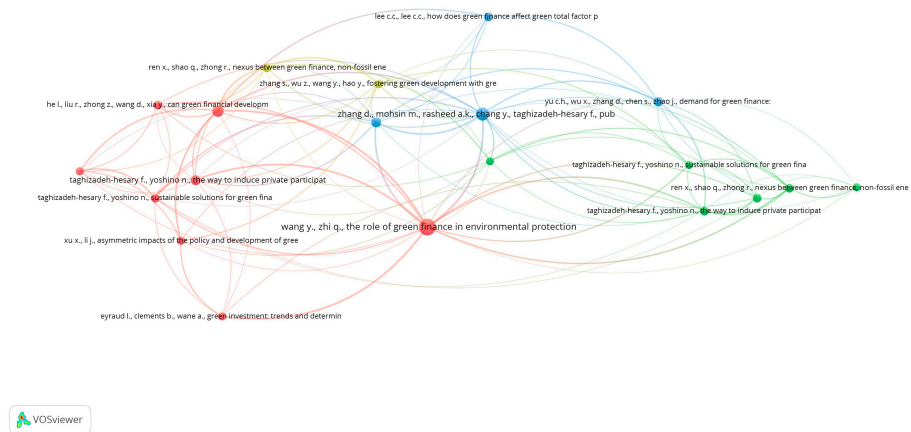 lee c.c., lee c.c., how does green finance affect green total factor p
ren x., shao q., zhong r., nexus between green finance, non-fossil ene
zhang s., wu z., wang y., hao y., fostering green development with gre
he l., liu r., zhong z., wang d., xia y., can green financial developm
yu c.h., wu x., zhang d., chen s., zhao j., demand for green finance:
zhang d., mohsin m., rasheed a.k., chang y., taghizadeh-hesary f., pub
taghizadeh-hesary f., yoshino n., sustainable solutions for green fina
taghizadeh-hesary f., yoshino n., the way to induce private participat
ren x., shao q., zhong r., nexus between green finance, non-fossil ene
taghizadeh-hesary f., yoshino n., sustainable solutions for green fina
taghizadeh-hesary f., yoshino n., the way to induce private participat
wang y., zhi q., the role of green finance in environmental protection
xu x., li j., asymmetric impacts of the policy and development of gree
eyraud l., clements b., wane a., green investment: trends and determin
VOSviewer